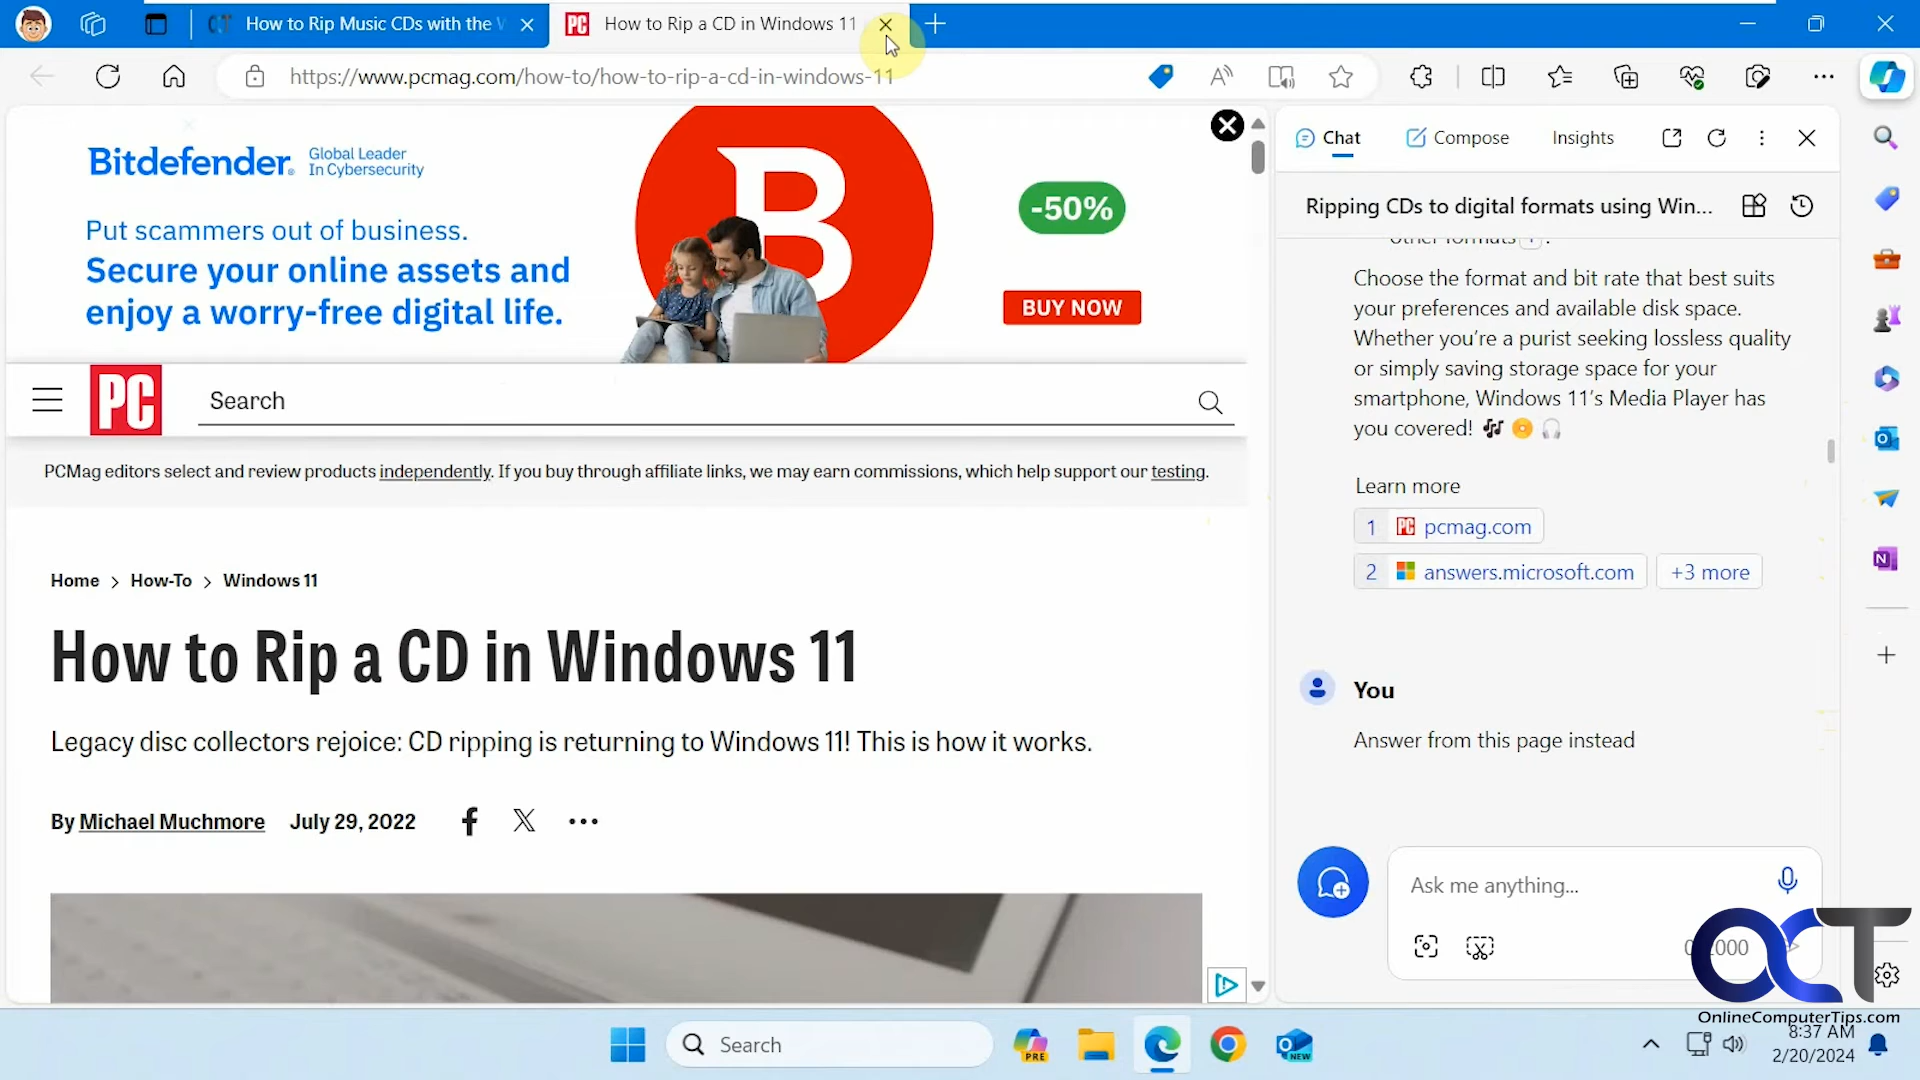 How to Rip Music CDs with the W
How to Rip a CD in Windows 11
https://www.pcmag.com/how-to/how-to-rip-a-cd-in-windows-11
Bitdefender.
Global Leader
In Cybersecurity
Put scammers out of business.
Secure your online assets and
enjoy a worry-free digital life.
B
-50%
BUY NOW
PC
Search
PCMag editors select and review products independently. If you buy through affiliate links, we may earn commissions, which help support our testing.
Home > How-To > Windows 11
How to Rip a CD in Windows 11
Legacy disc collectors rejoice: CD ripping is returning to Windows 11! This is how it works.
By Michael Muchmore July 29, 2022
Chat Compose Insights
Ripping CDs to digital formats using Win...
other formats
Choose the format and bit rate that best suits
your preferences and available disk space.
Whether you're a purist seeking lossless quality
or simply saving storage space for your
smartphone, Windows 11's Media Player has
you covered!
Learn more
1 pcmag.com
2 answers.microsoft.com +3 more
You
Answer from this page instead
Ask me anything...
OCT
OnlineComputerTips.com
Search
PRE
NEW
8:37 AM
2/20/2024